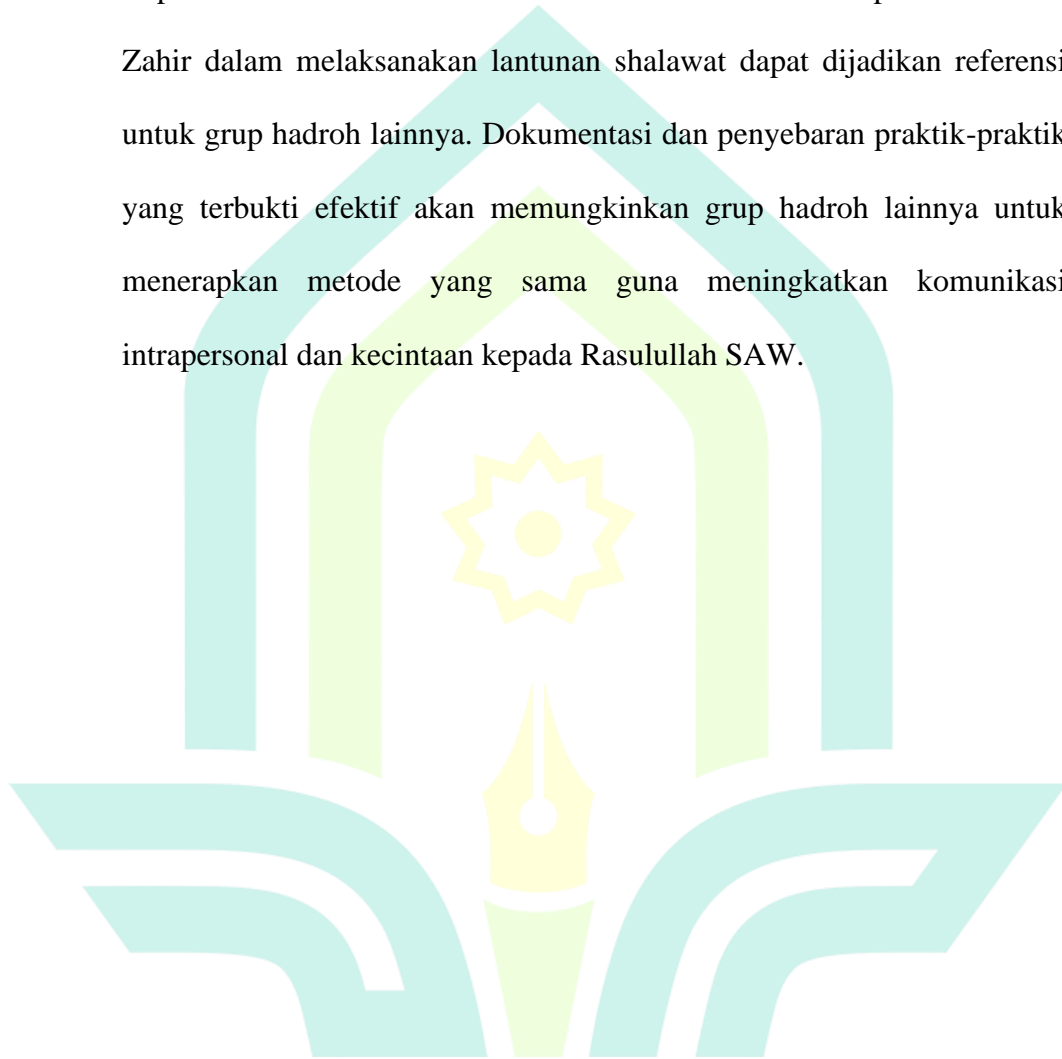 Zahir dalam melaksanakan lantunan shalawat dapat dijadikan referensi
untuk grup hadroh lainnya. Dokumentasi dan penyebaran praktik-praktik
yang terbukti efektif akan memungkinkan grup hadroh lainnya untuk
menerapkan metode yang sama guna meningkatkan komunikasi
intrapersonal dan kecintaan kepada Rasulullah SAW.